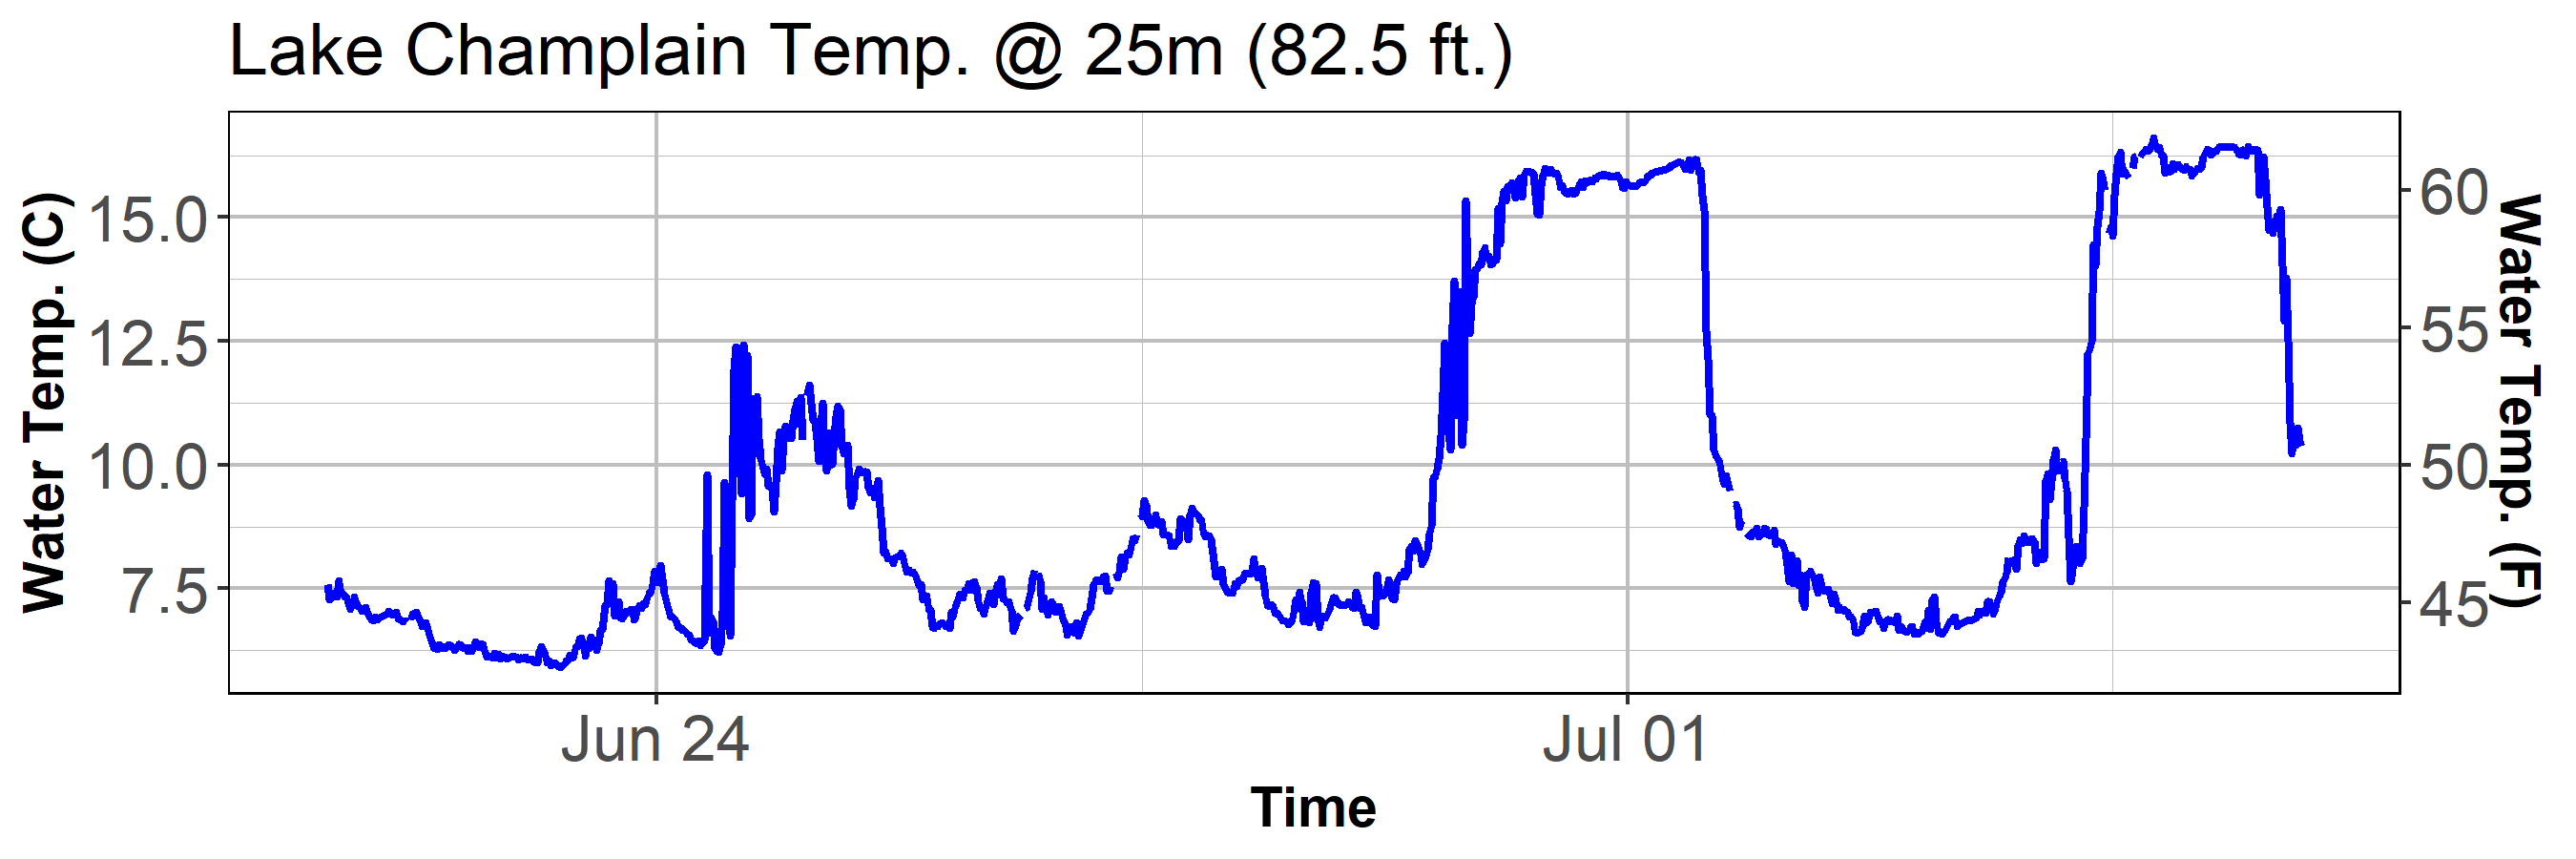 Lake Champlain Temp. @ 25m (82.5 ft.)
Water Temp. (C)
15.0
12.5
10.0
7.5
60
55
50
45
Water Temp. (F)
Jun 24
Jul 01
Time